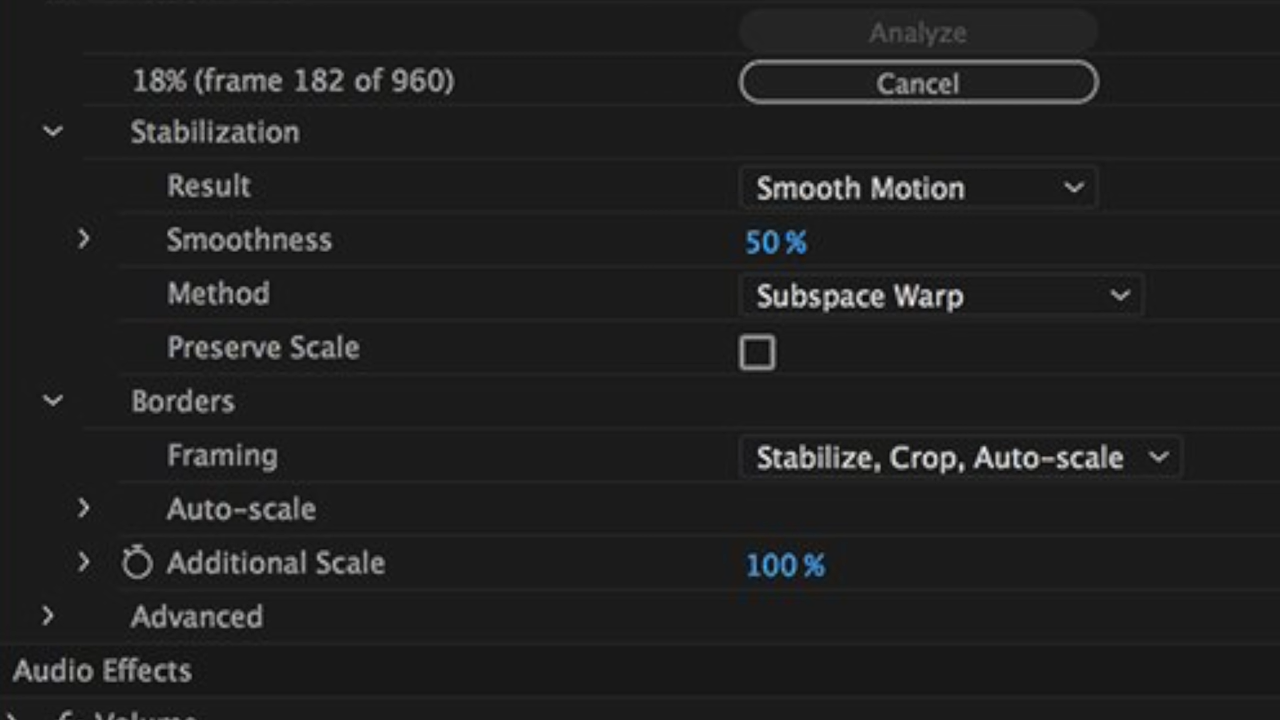 Analyze
18% (frame 182 of 960)
Cancel
Stabilization
Result
Smooth Motion
Smoothness
50 %
Method
Subspace Warp
Preserve Scale
Borders
Framing
Stabilize, Crop, Auto-scale
Auto-scale
Additional Scale
100 %
Advanced
Audio Effects
Volume